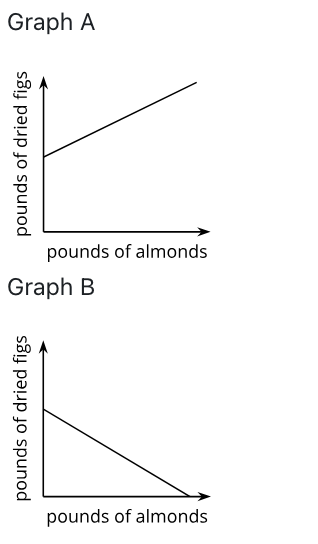 Graph A
pounds of dried figs
pounds of almonds
Graph B
pounds of dried figs
pounds of almonds